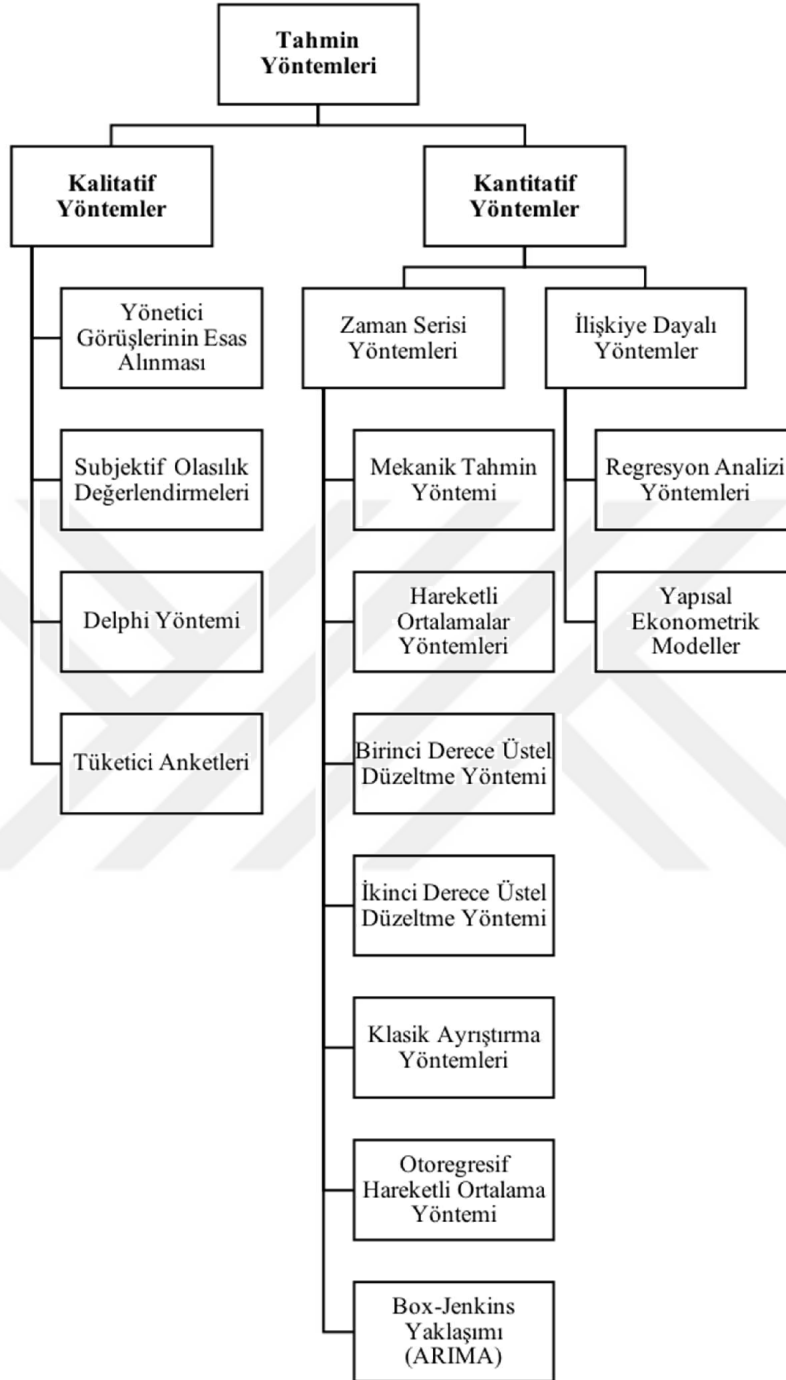 Tahmin
Yöntemleri
Kalitatif
Yöntemler
Kantitatif
Yöntemler
Yönetici
Görüşlerinin Esas
Alınması
Zaman Serisi
Yöntemleri
İlişkiye Dayalı
Yöntemler
Subjektif Olasılık
Değerlendirmeleri
Mekanik Tahmin
Yöntemi
Regresyon Analizi
Yöntemleri
Delphi Yöntemi
Hareketli
Ortalamalar
Yöntemleri
Yapısal
Ekonometrik
Modeller
Tüketici Anketleri
Birinci Derece Üstel
Düzeltme Yöntemi
İkinci Derece Üstel
Düzeltme Yöntemi
Klasik Ayrıştırma
Yöntemleri
Otoregresif
Hareketli Ortalama
Yöntemi
Box-Jenkins
Yaklaşımı
(ARIMA)